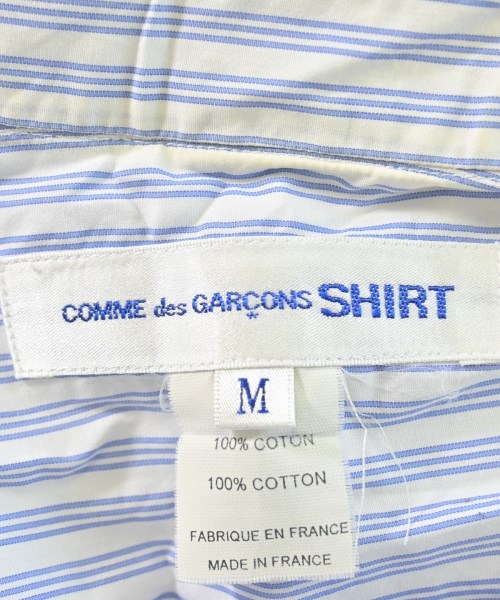 COMME des GARÇONS SHIRT
*
M
100% COTON
100% COTTON
FABRIQUE EN FRANCE
MADE IN FRANCE